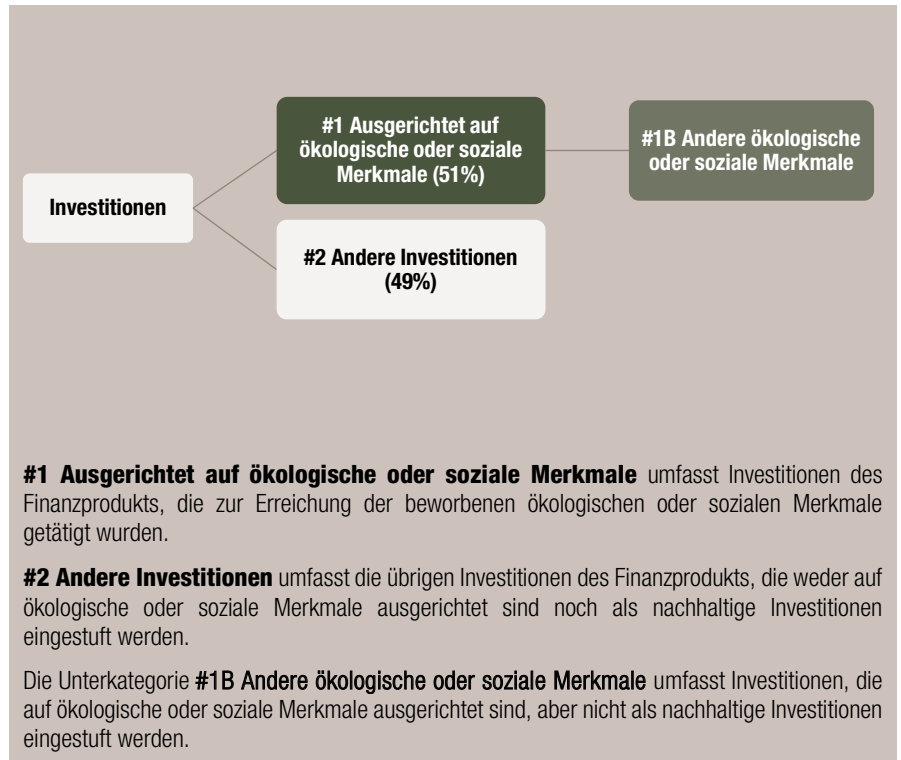 #1 Ausgerichtet auf
ökologische oder soziale
Merkmale (51%)
#1B Andere ökologische
oder soziale Merkmale
Investitionen
#2 Andere Investitionen
(49%)
#1 Ausgerichtet auf ökologische oder soziale Merkmale umfasst Investitionen des
Finanzprodukts, die zur Erreichung der beworbenen ökologischen oder sozialen Merkmale
getätigt wurden.
#2 Andere Investitionen umfasst die übrigen Investitionen des Finanzprodukts, die weder auf
ökologische oder soziale Merkmale ausgerichtet sind noch als nachhaltige Investitionen
eingestuft werden.
Die Unterkategorie #1B Andere ökologische oder soziale Merkmale umfasst Investitionen, die
auf ökologische oder soziale Merkmale ausgerichtet sind, aber nicht als nachhaltige Investitionen
eingestuft werden.